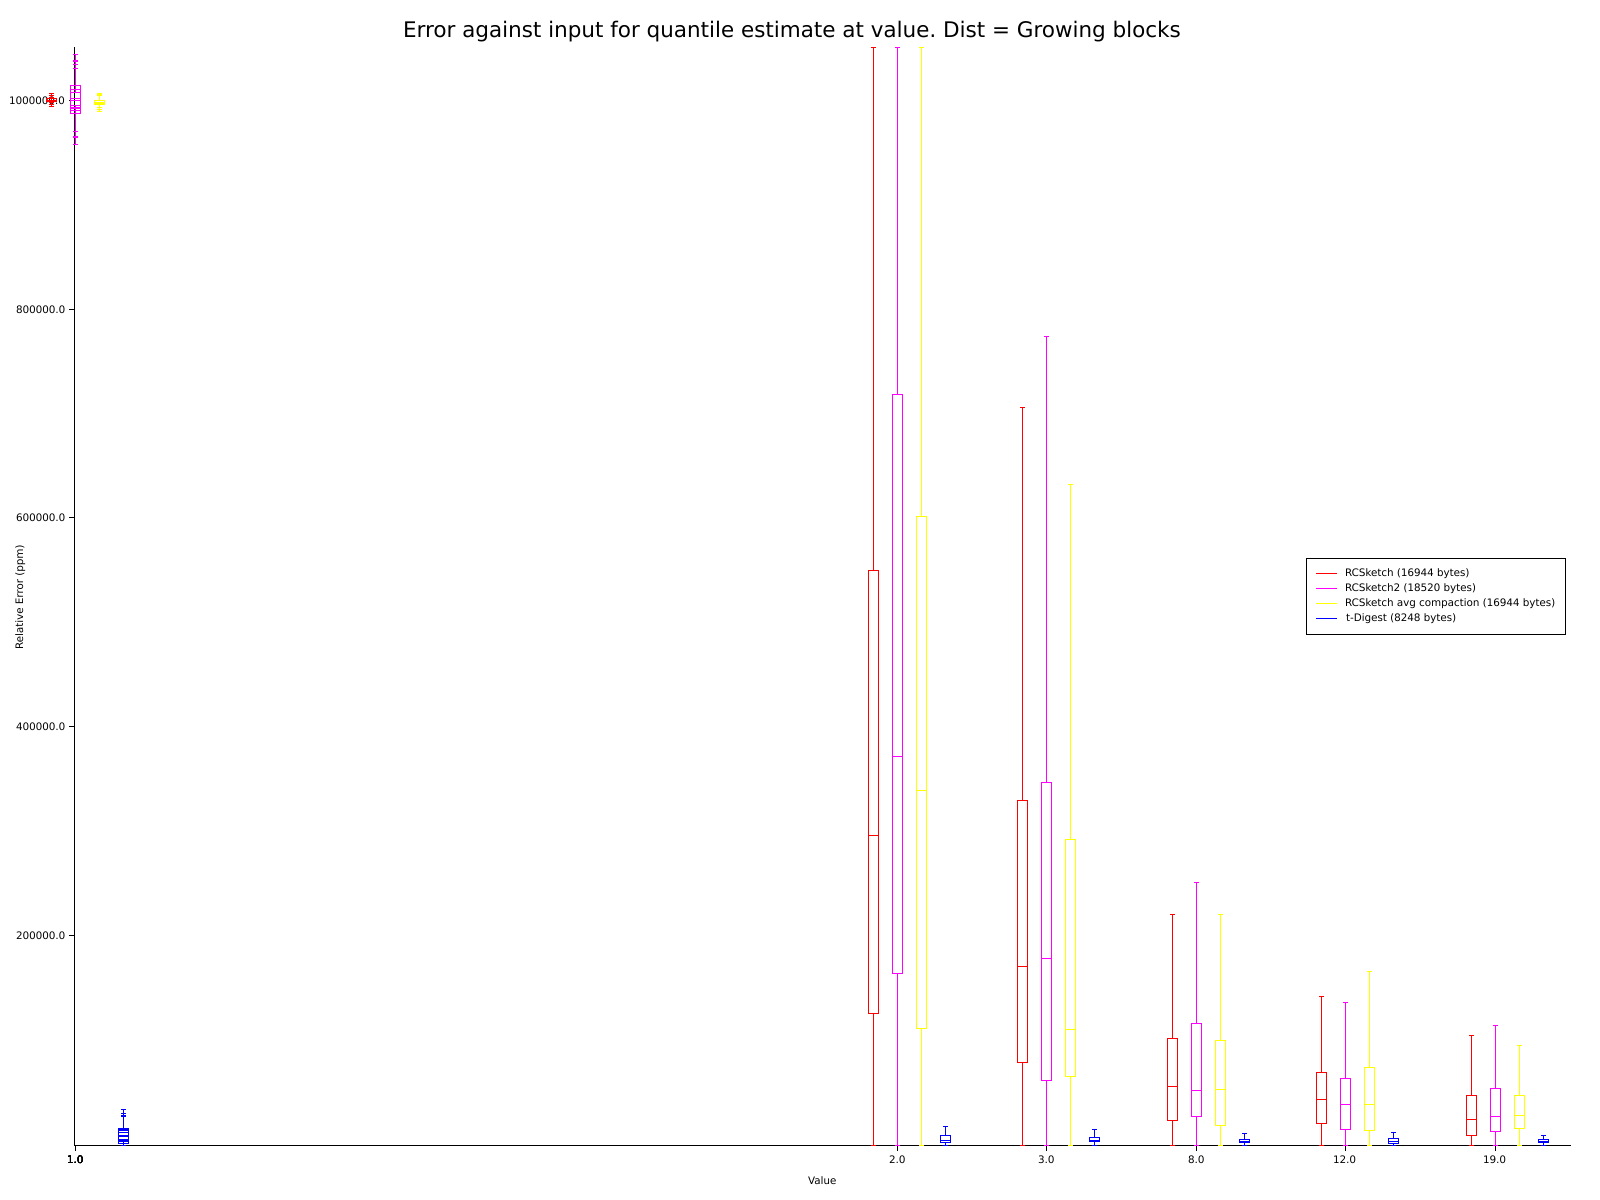 Error against input for quantile estimate at value. Dist = Growing blocks
1000000.0
800000.0
600000.0
400000.0
200000.0
Relative Error (ppm)
RCSketch (16944 bytes)
RCSketch2 (18520 bytes)
RCSketch avg compaction (16944 bytes)
t-Digest (8248 bytes)
1.0 2.0 3.0 8.0 12.0 19.0
Value